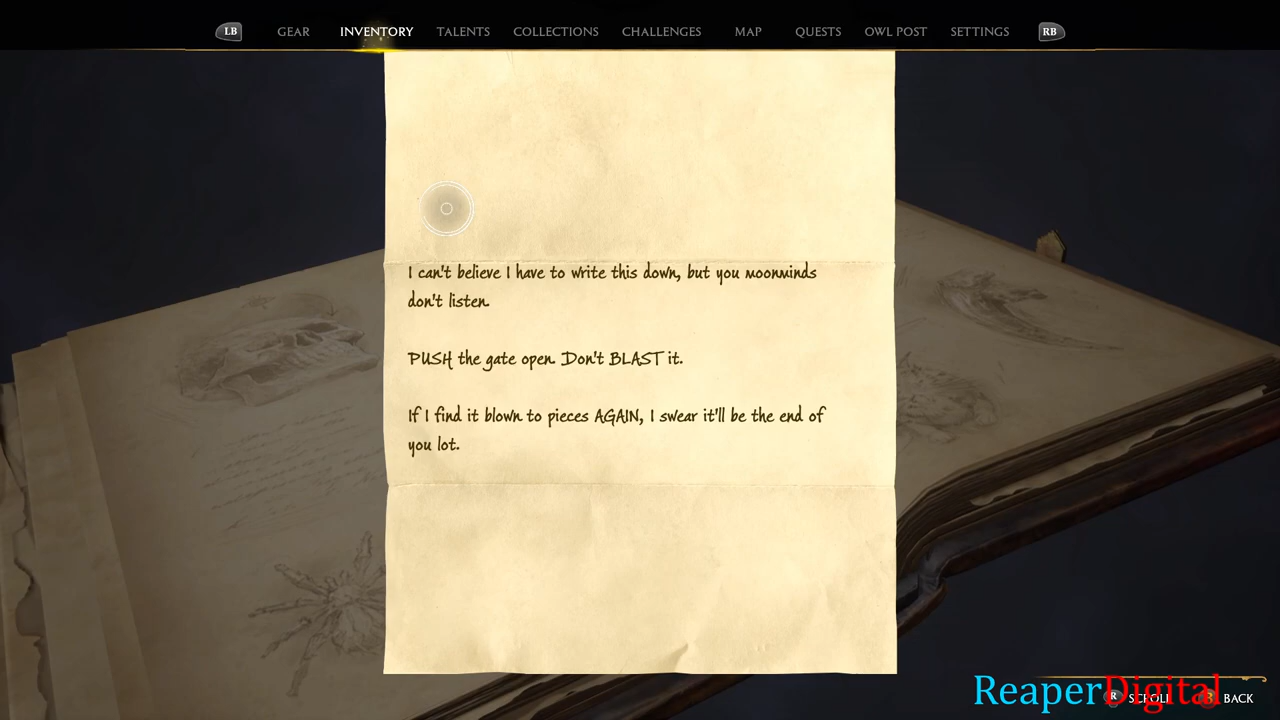 LB GEAR INVENTORY TALENTS COLLECTIONS CHALLENGES MAP QUESTS OWL POST SETTINGS RB
I can't believe I have to write this down, but you moonminds
don't listen.
PUSH the gate open. Don't BLAST it.
If I find it blown to pieces AGAIN, I swear it'll be the end of
you lot.
ReaperDigital
R SCROLL B BACK